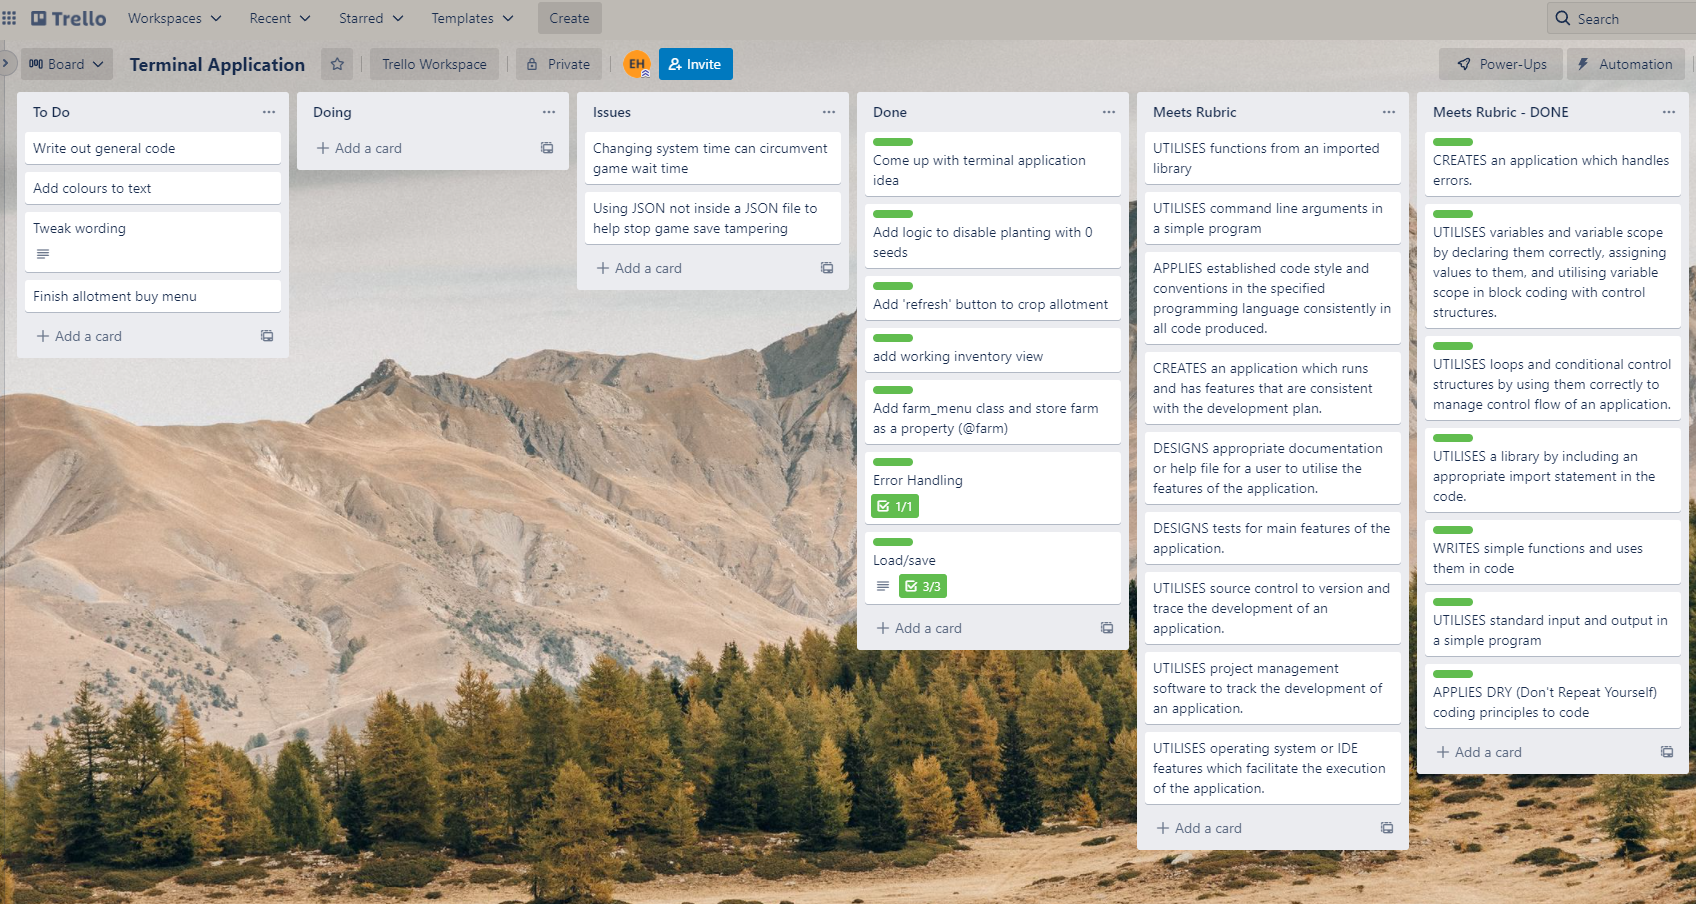 Trello
Workspaces
Recent
Starred
Templates
Create
Search
Board
Terminal Application
Trello Workspace
Private
EH
Invite
Power-Ups
Automation
To Do
Write out general code
Add colours to text
Tweak wording
Finish allotment buy menu
+ Add a card
Doing
+ Add a card
Issues
Changing system time can circumvent
game wait time
Using JSON not inside a JSON file to
help stop game save tampering
+ Add a card
Done
Come up with terminal application
idea
Add logic to disable planting with 0
seeds
Add 'refresh' button to crop allotment
add working inventory view
Add farm_menu class and store farm
as a property (@farm)
Error Handling
1/1
Load/save
3/3
+ Add a card
Meets Rubric
UTILISES functions from an imported
library
UTILISES command line arguments in
a simple program
APPLIES established code style and
conventions in the specified
programming language consistently in
all code produced.
CREATES an application which runs
and has features that are consistent
with the development plan.
DESIGNS appropriate documentation
or help file for a user to utilise the
features of the application.
DESIGNS tests for main features of the
application.
UTILISES source control to version and
trace the development of an
application.
UTILISES project management
software to track the development of
an application.
UTILISES operating system or IDE
features which facilitate the execution
of the application.
+ Add a card
Meets Rubric - DONE
CREATES an application which handles
errors.
UTILISES variables and variable scope
by declaring them correctly, assigning
values to them, and utilising variable
scope in block coding with control
structures.
UTILISES loops and conditional control
structures by using them correctly to
manage control flow of an application.
UTILISES a library by including an
appropriate import statement in the
code.
WRITES simple functions and uses
them in code
UTILISES standard input and output in
a simple program
APPLIES DRY (Don't Repeat Yourself)
coding principles to code
+ Add a card